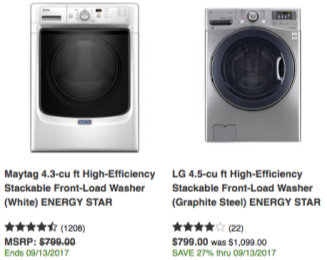 Maytag 4.3-cu ft High-Efficiency
Stackable Front-Load Washer
(White) ENERGY STAR
(1208)
MSRP: $799.00
Ends 09/13/2017
LG 4.5-cu ft High-Efficiency
Stackable Front-Load Washer
(Graphite Steel) ENERGY STAR
(22)
$799.00 was $1,099.00
SAVE 27% thru 09/13/2017